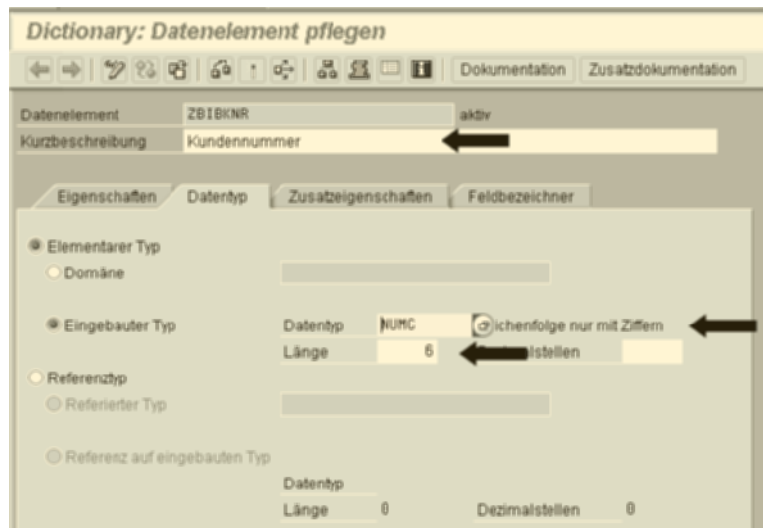 Dictionary: Datenelement pflegen
Dokumentation Zusatzdokumentation
Datenelement ZBIBKNR aktiv
Kurzbeschreibung Kundennummer
Eigenschaften Datentyp Zusatzeigenschaften Feldbezeichner
Elementarer Typ
Domäne
Eingebauter Typ Datentyp NUMC ichenfolge nur mit Ziffern
Länge 6 alstellen
Referenztyp
Referierter Typ
Referenz auf eingebauten Typ
Datentyp
Länge 0 Dezimalstellen 0